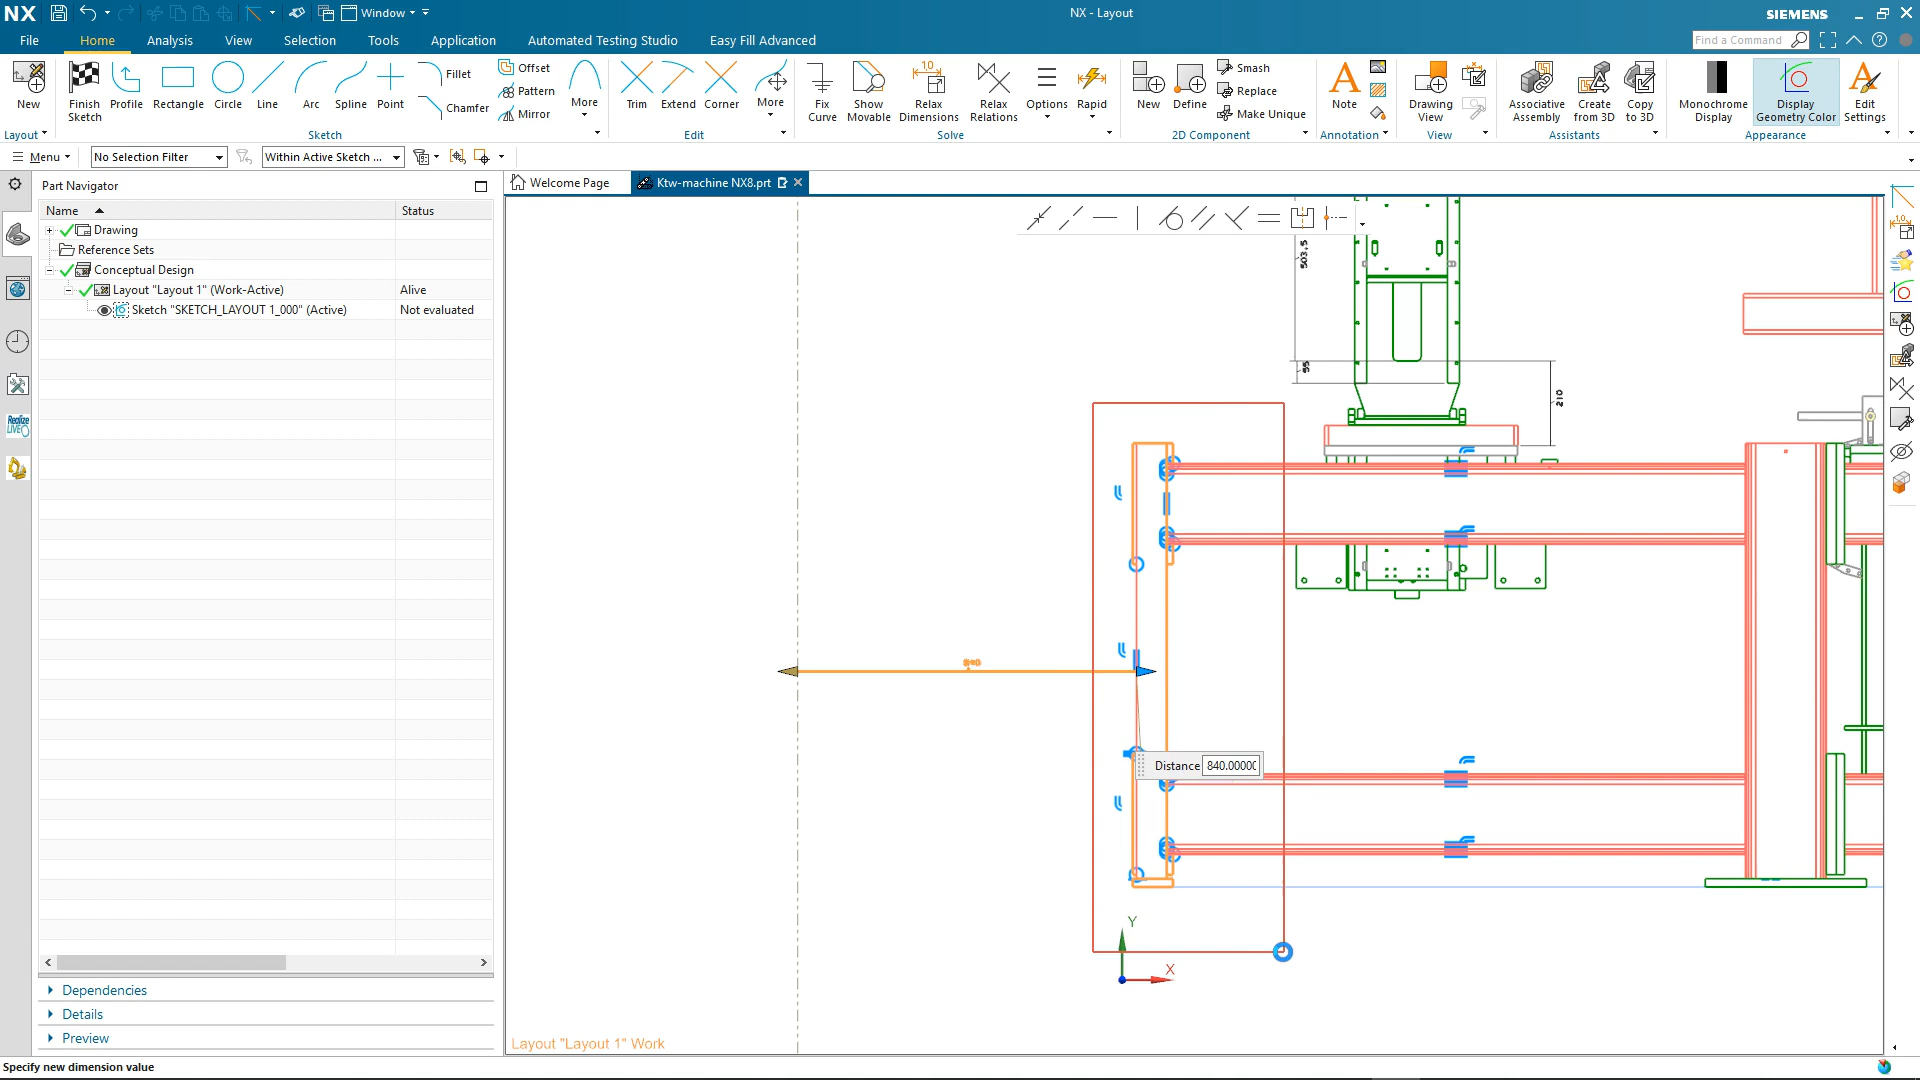 NX
Window
NX - Layout
SIEMENS
File
Home
Analysis
View
Selection
Tools
Application
Automated Testing Studio
Easy Fill Advanced
Find a Command
New
Finish Sketch
Profile
Rectangle
Circle
Line
Arc
Spline
Point
Fillet
Chamfer
Offset
Pattern
Mirror
More
Trim
Extend
Corner
More
Fix Curve
Show Movable
Relax Dimensions
Relax Relations
Options
Rapid
New
Define
Smash
Replace
Make Unique
Note
Drawing View
Associative Assembly
Create from 3D
Copy to 3D
Monochrome Display
Display Geometry Color
Edit Settings
Layout
Sketch
Edit
Solve
2D Component
Annotation
View
Assistants
Appearance
Menu
No Selection Filter
Within Active Sketch ...
Part Navigator
Welcome Page
Ktw-machine NX8.prt
Name
Status
Drawing
Reference Sets
Conceptual Design
Layout "Layout 1" (Work-Active)
Alive
Sketch "SKETCH_LAYOUT 1_000" (Active)
Not evaluated
Realize LIVE
503,5
55
210
840
Distance
840.00000
Y
X
Dependencies
Details
Preview
Layout "Layout 1" Work
Specify new dimension value